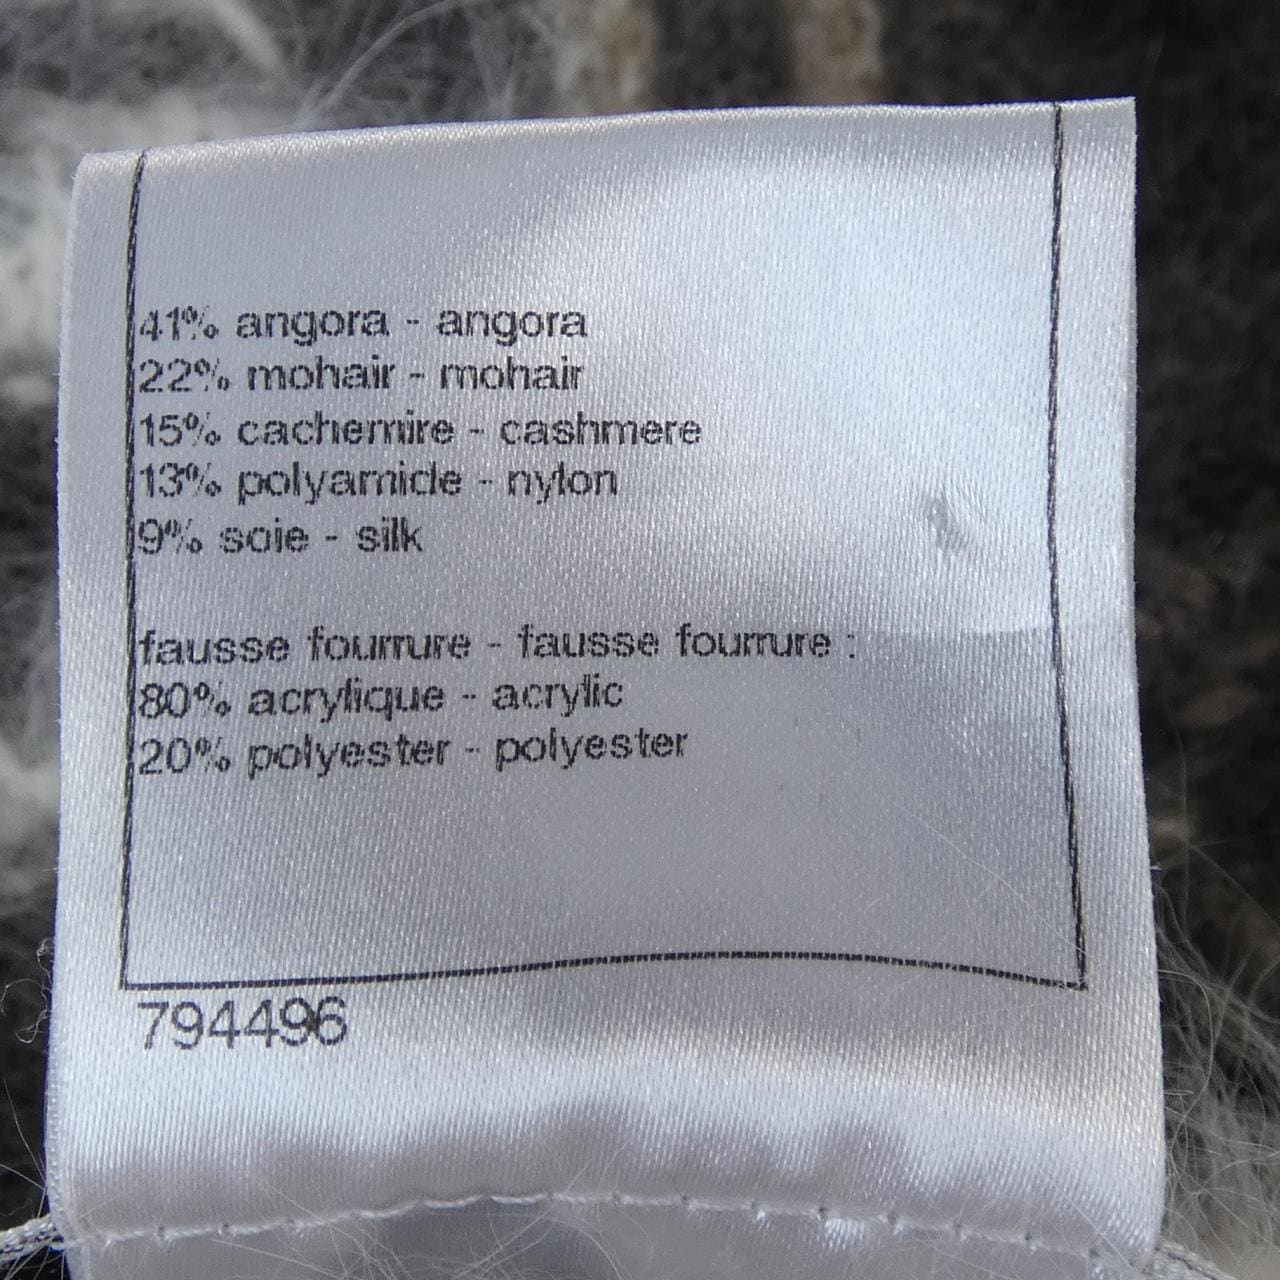 41% angora - angora
22% mohair - mohair
15% cachemire - cashmere
13% polyamide - nylon
9% soie - silk
fausse fourrure - fausse fourrure :
80% acrylique - acrylic
20% polyester - polyester
794496